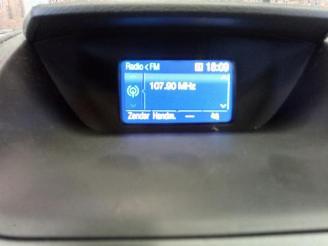 Radio < FM 18:09
107.90 MHz
Zender Handm.